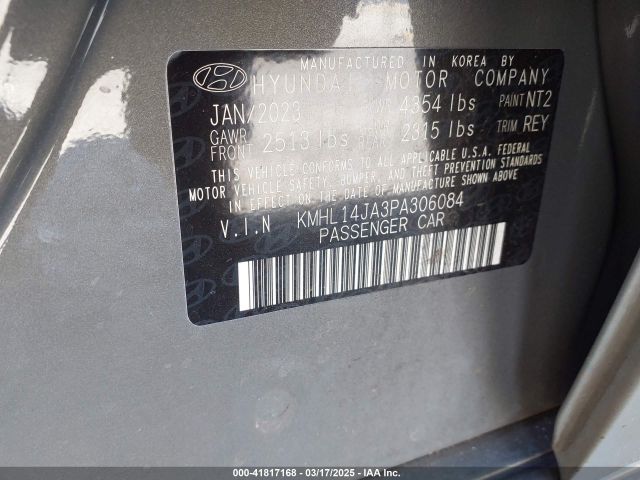 MANUFACTURED IN KOREA BY
HYUNDAI MOTOR COMPANY
JAN/2023 4354 lbs PAINT NT2
GAWR FRONT 2513 lbs 2315 lbs TRIM REY
THIS VEHICLE CONFORMS TO ALL APPLICABLE U.S.A. FEDERAL
MOTOR VEHICLE SAFETY, BUMPER, AND THEFT PREVENTION STANDARDS
IN EFFECT ON THE DATE OF MANUFACTURE SHOWN ABOVE.
V.I.N KMHL14JA3PA306084
PASSENGER CAR
000-41817168 — 03/17/2025 — IAA Inc.